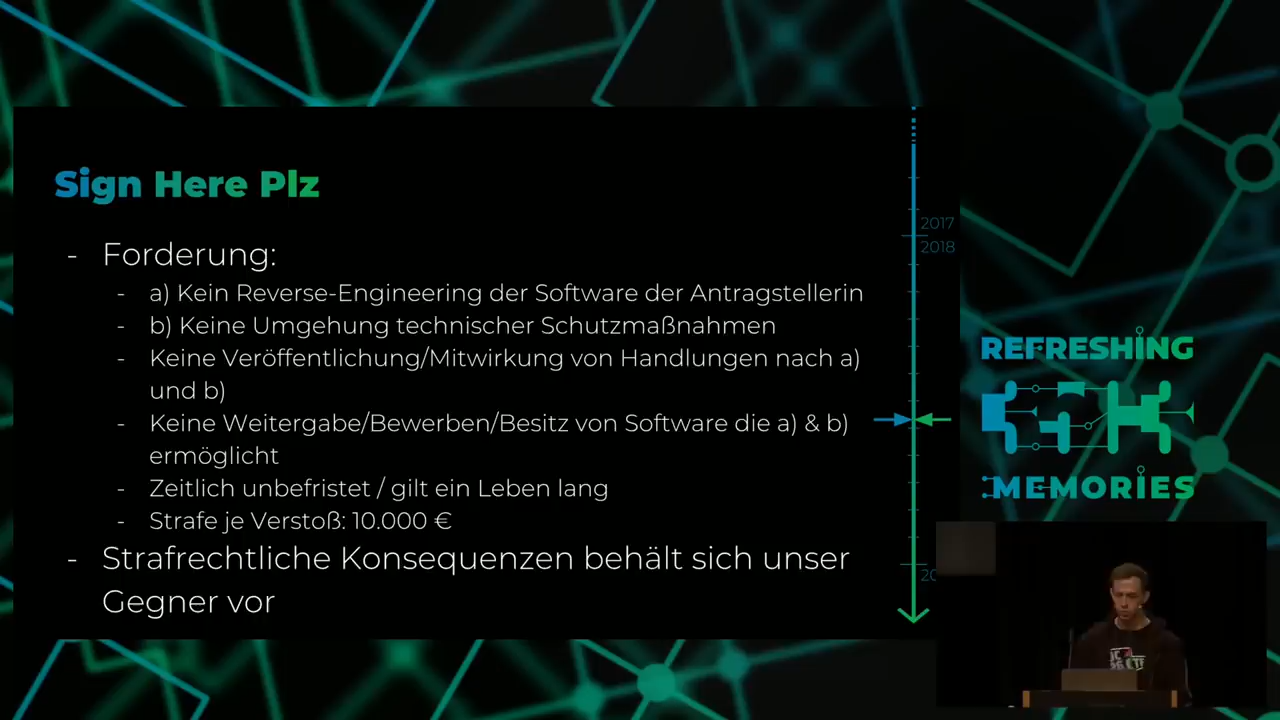 Sign Here Plz
- Forderung:
- a) Kein Reverse-Engineering der Software der Antragstellerin
- b) Keine Umgehung technischer Schutzmaßnahmen
- Keine Veröffentlichung/Mitwirkung von Handlungen nach a)
und b)
- Keine Weitergabe/Bewerben/Besitz von Software die a) & b)
ermöglicht
- Zeitlich unbefristet / gilt ein Leben lang
- Strafe je Verstoß: 10.000 €
- Strafrechtliche Konsequenzen behält sich unser
Gegner vor
2017
2018
REFRESHING
MEMORIES